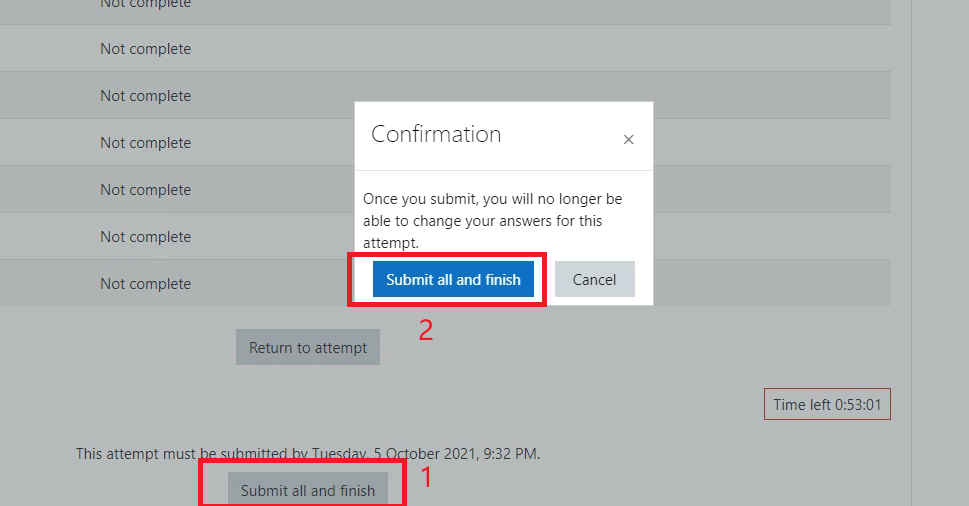 Not complete
Not complete
Not complete
Not complete
Not complete
Not complete
Not complete
Confirmation
×
Once you submit, you will no longer be
able to change your answers for this
attempt.
Submit all and finish
Cancel
2
Return to attempt
Time left 0:53:01
This attempt must be submitted by Tuesday, 5 October 2021, 9:32 PM.
1
Submit all and finish